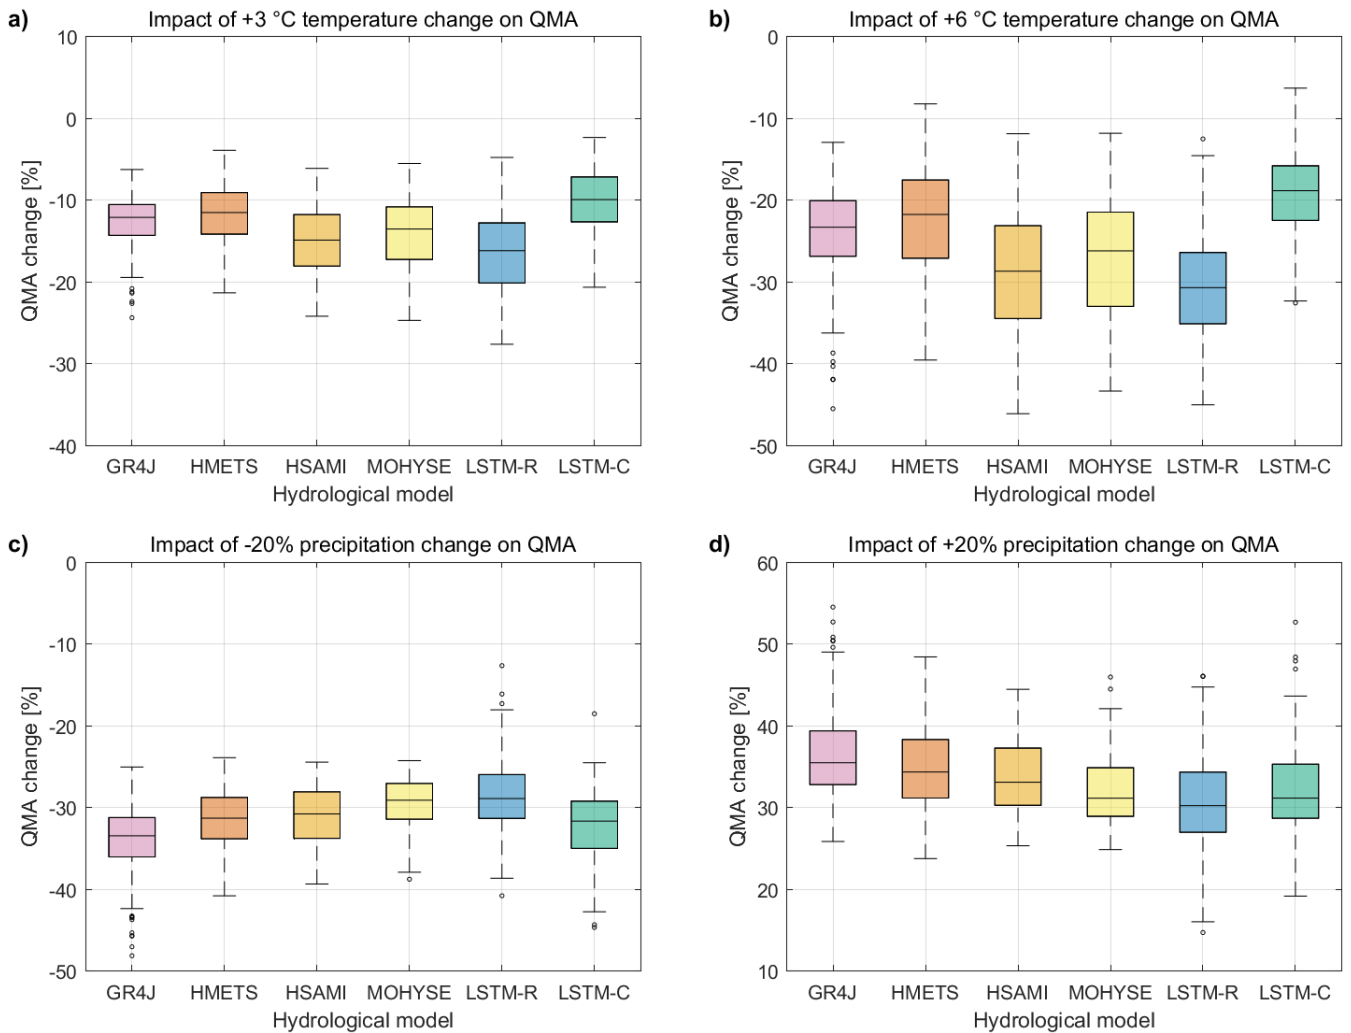 a) Impact of +3 °C temperature change on QMA
10
0
-10
-20
-30
-40
QMA change [%]
GR4J HMETS HSAMI MOHYSE LSTM-R LSTM-C
Hydrological model
b) Impact of +6 °C temperature change on QMA
0
-10
-20
-30
-40
-50
QMA change [%]
GR4J HMETS HSAMI MOHYSE LSTM-R LSTM-C
Hydrological model
c) Impact of -20% precipitation change on QMA
0
-10
-20
-30
-40
-50
QMA change [%]
GR4J HMETS HSAMI MOHYSE LSTM-R LSTM-C
Hydrological model
d) Impact of +20% precipitation change on QMA
60
50
40
30
20
10
QMA change [%]
GR4J HMETS HSAMI MOHYSE LSTM-R LSTM-C
Hydrological model